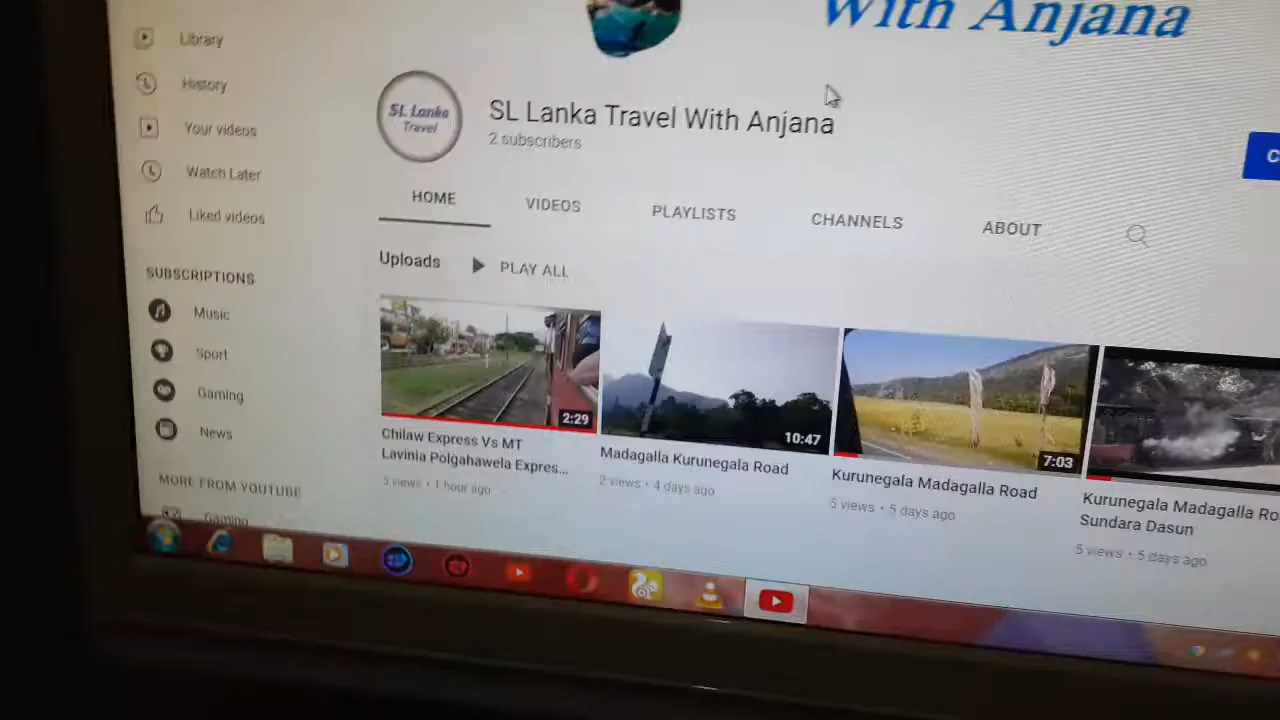 With Anjana
Library
History
Your videos
Watch Later
Liked videos
SUBSCRIPTIONS
Music
Sport
Gaming
News
MORE FROM YOUTUBE
Gaming
SL Lanka
Travel
SL Lanka Travel With Anjana
2 subscribers
C
HOME VIDEOS PLAYLISTS CHANNELS ABOUT
Uploads PLAY ALL
2:29
Chilaw Express Vs MT
Lavinia Polgahawela Expres...
5 views • 1 hour ago
10:47
Madagalla Kurunegala Road
2 views • 4 days ago
7:03
Kurunegala Madagalla Road
5 views • 5 days ago
Kurunegala Madagalla Ro
Sundara Dasun
5 views • 5 days ago